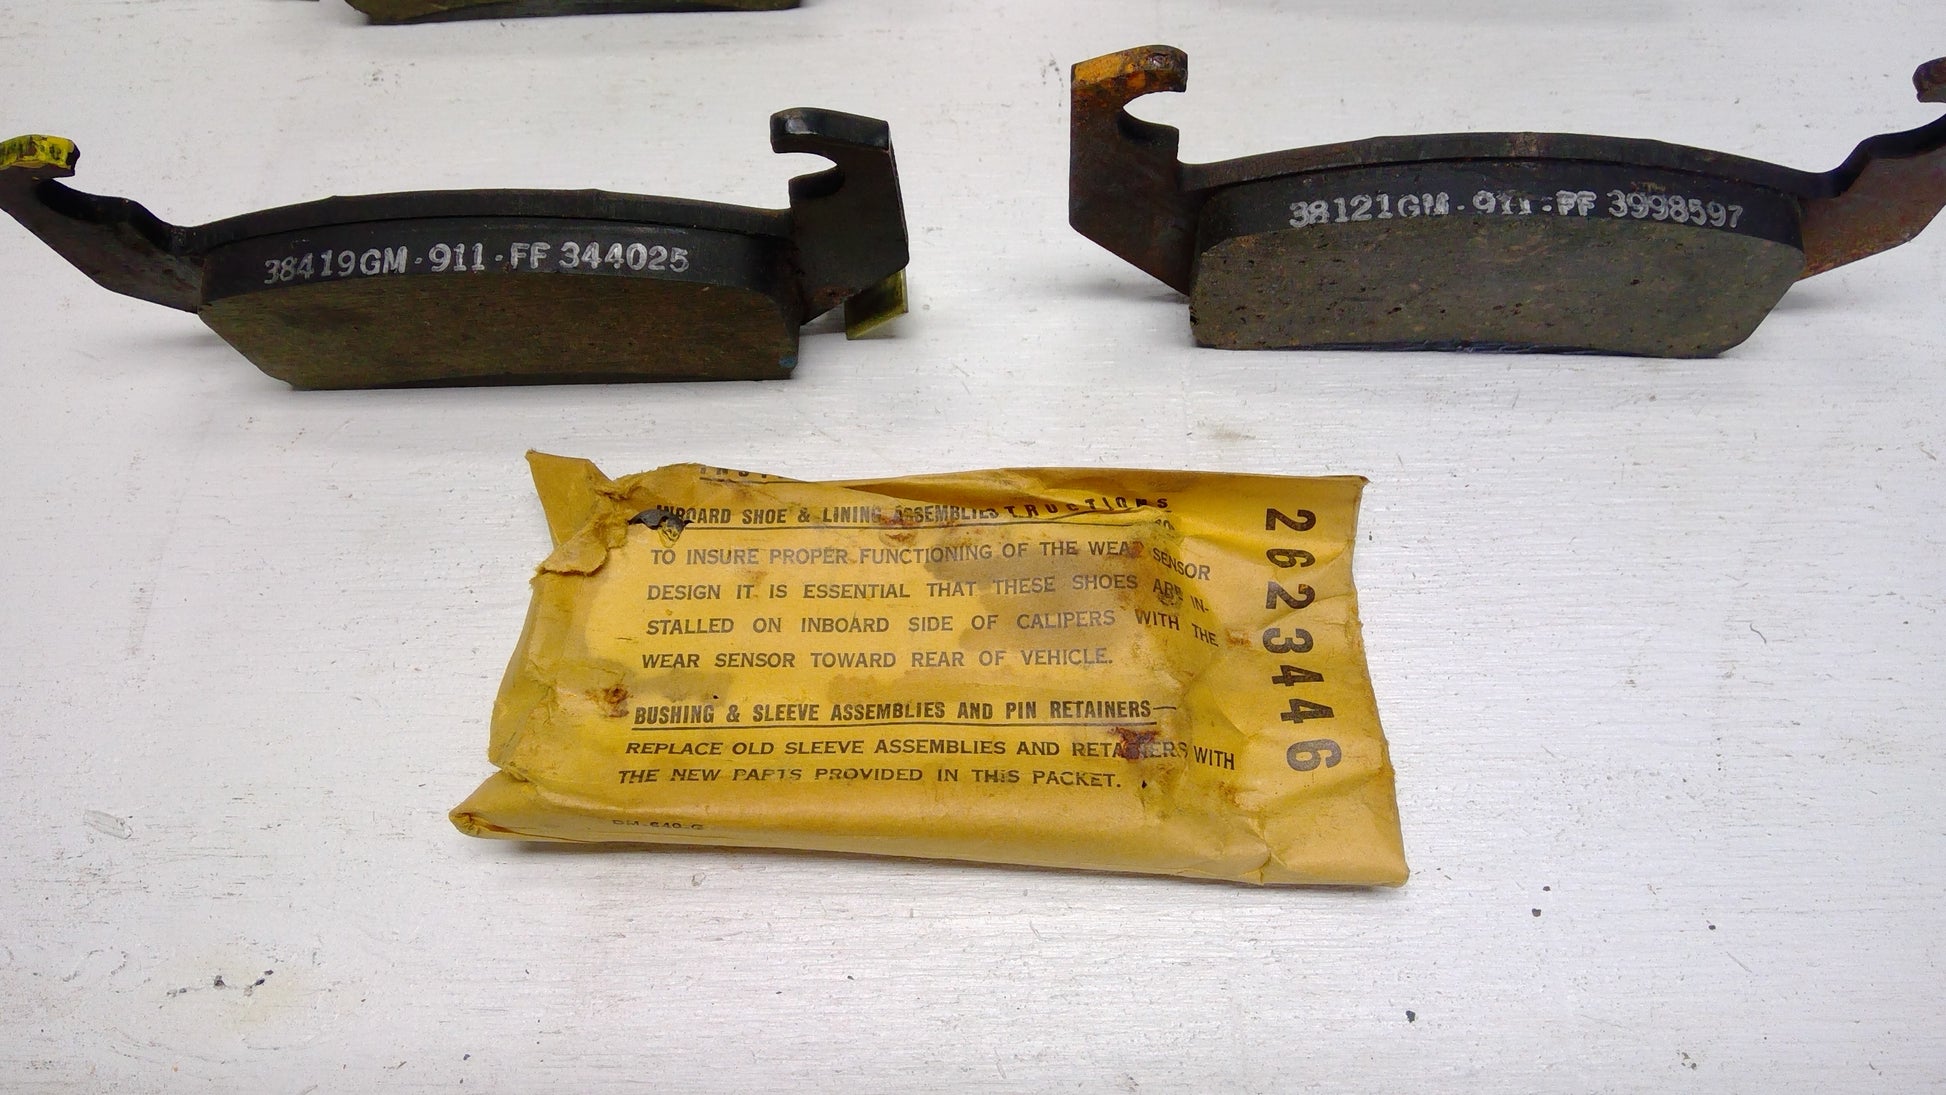 38419GM-911-FF 344025
38121GM-911-FF 3998597
INST
TRUCTIONS
INBOARD SHOE & LINING ASSEMBLIES
TO INSURE PROPER FUNCTIONING OF THE WEAR SENSOR
DESIGN IT IS ESSENTIAL THAT THESE SHOES ARE IN-
STALLED ON INBOARD SIDE OF CALIPERS WITH THE
WEAR SENSOR TOWARD REAR OF VEHICLE.
BUSHING & SLEEVE ASSEMBLIES AND PIN RETAINERS—
REPLACE OLD SLEEVE ASSEMBLIES AND RETAINERS WITH
THE NEW PARTS PROVIDED IN THIS PACKET.
2623446